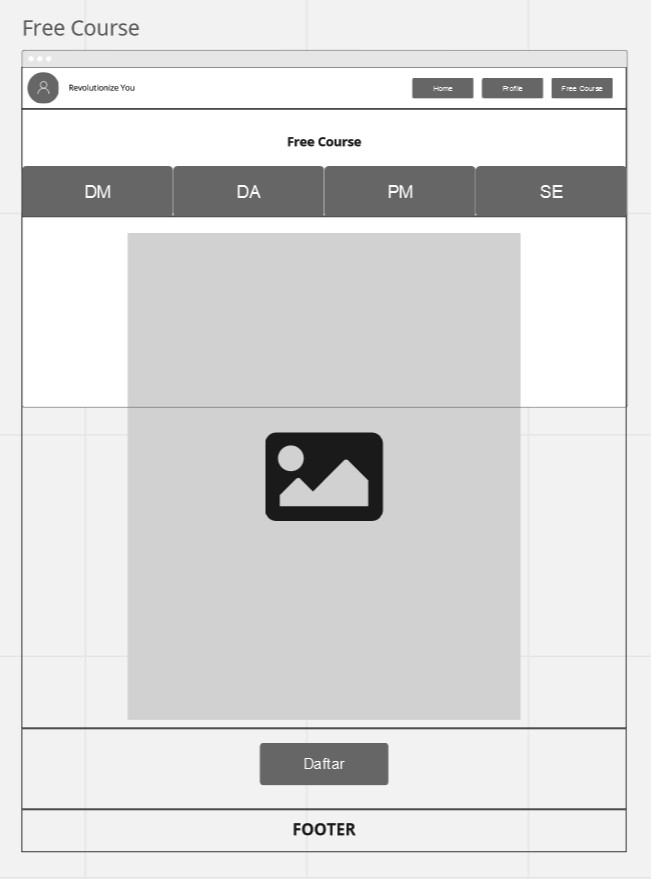 Free Course
Revolutionize You
Home
Profile
Free Course
Free Course
DM
DA
PM
SE
Daftar
FOOTER